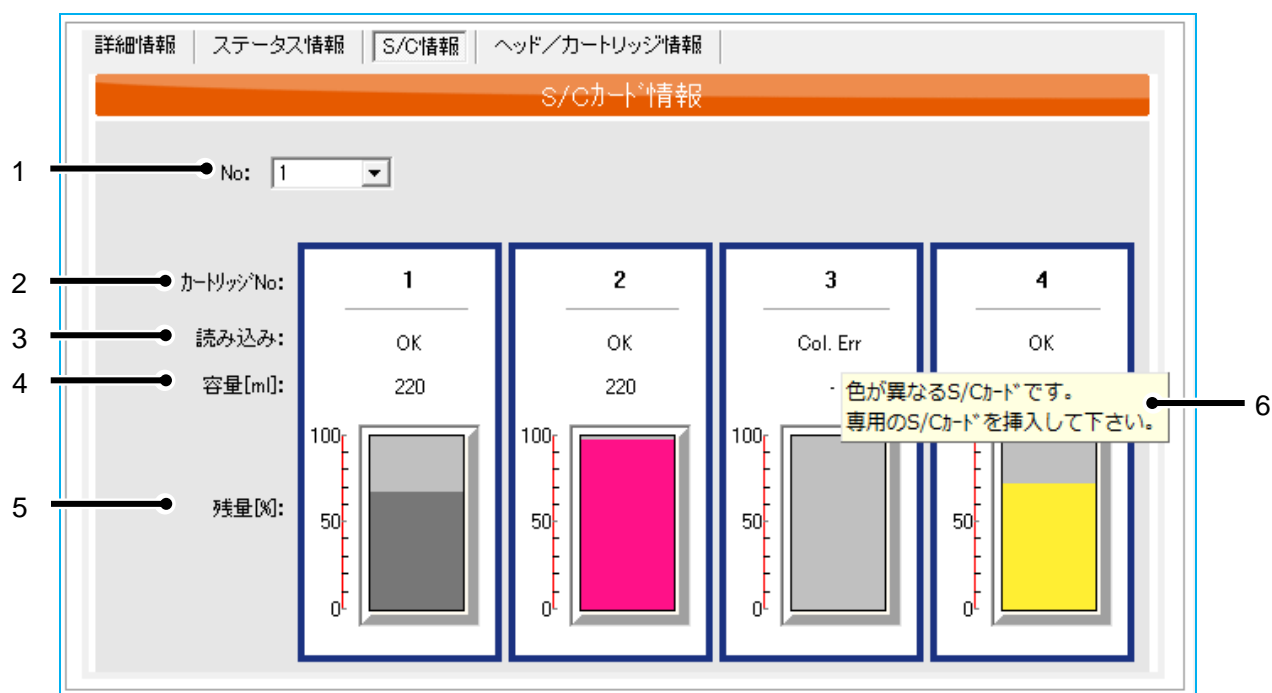 詳細情報 ステータス情報 S/C情報 ヘッド/カートリッジ情報
S/Cカード情報
1 No: 1
2 カートリッジNo: 1 2 3 4
3 読み込み: OK OK Col. Err OK
4 容量[ml]: 220 220 -
色が異なるS/Cカードです。
専用のS/Cカードを挿入して下さい。
6
5 残量[%]:
100 100 100
50 50 50 50
0 0 0 0